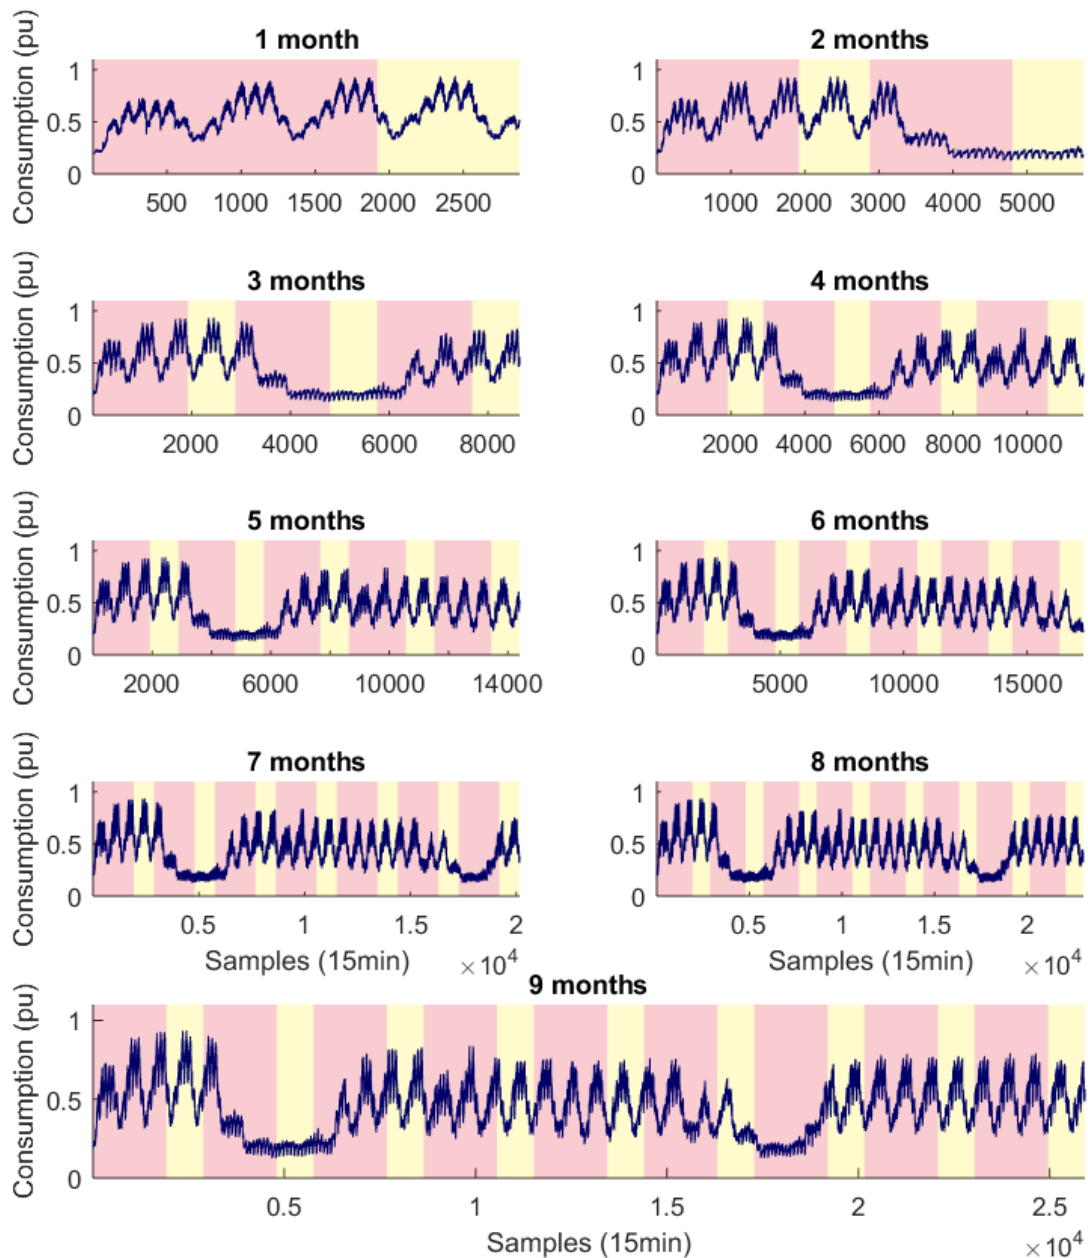 1 month
2 months
Consumption (pu)
1
0.5
0
500 1000 1500 2000 2500
1
0.5
0
1000 2000 3000 4000 5000
3 months
4 months
Consumption (pu)
1
0.5
0
2000 4000 6000 8000
1
0.5
0
2000 4000 6000 8000 10000
5 months
6 months
Consumption (pu)
1
0.5
0
2000 6000 10000 14000
1
0.5
0
5000 10000 15000
7 months
8 months
Consumption (pu)
1
0.5
0
0.5 1 1.5 2
Samples (15min) ×10⁴
1
0.5
0
0.5 1 1.5 2
Samples (15min) ×10⁴
9 months
Consumption (pu)
1
0.5
0
0.5 1 1.5 2 2.5
Samples (15min) ×10⁴